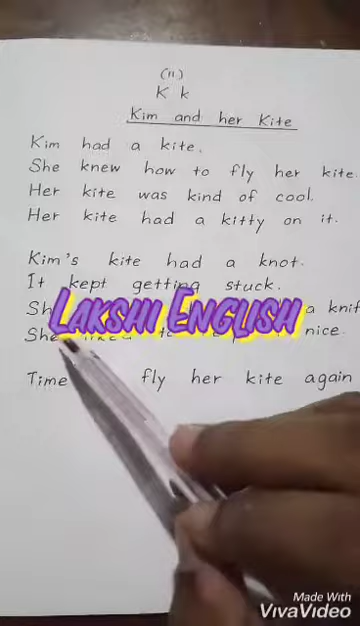 (11.)
K k
Kim and her Kite
Kim had a kite.
She knew how to fly her kite.
Her kite was kind of cool.
Her kite had a kitty on it.
Kim's kite had a knot.
It kept getting stuck.
a
LAKSHI ENGLISH
She nice.
Time fly her kite again
Made With
VivaVideo